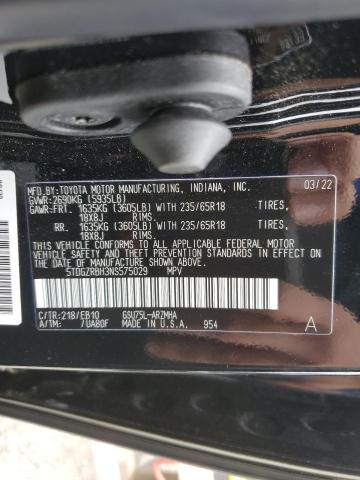 MFD.BY:TOYOTA MOTOR MANUFACTURING, INDIANA, INC. 03/22
GVWR:2690KG (5935LB)
GAWR:FRT. 1635KG (3605LB) WITH 235/65R18 TIRES,
18X8J RIMS,
RR. 1635KG (3605LB) WITH 235/65R18 TIRES,
18X8J RIMS,
THIS VEHICLE CONFORMS TO ALL APPLICABLE FEDERAL MOTOR
VEHICLE SAFETY AND THEFT PREVENTION STANDARDS IN EFFECT
ON THE DATE OF MANUFACTURE SHOWN ABOVE.
5TDGZRBH3NS575029 MPV
C/TR:218/EB10 GSU75L-ARZMHA
A/TM: /UA80F MADE IN U.S.A. 954 A